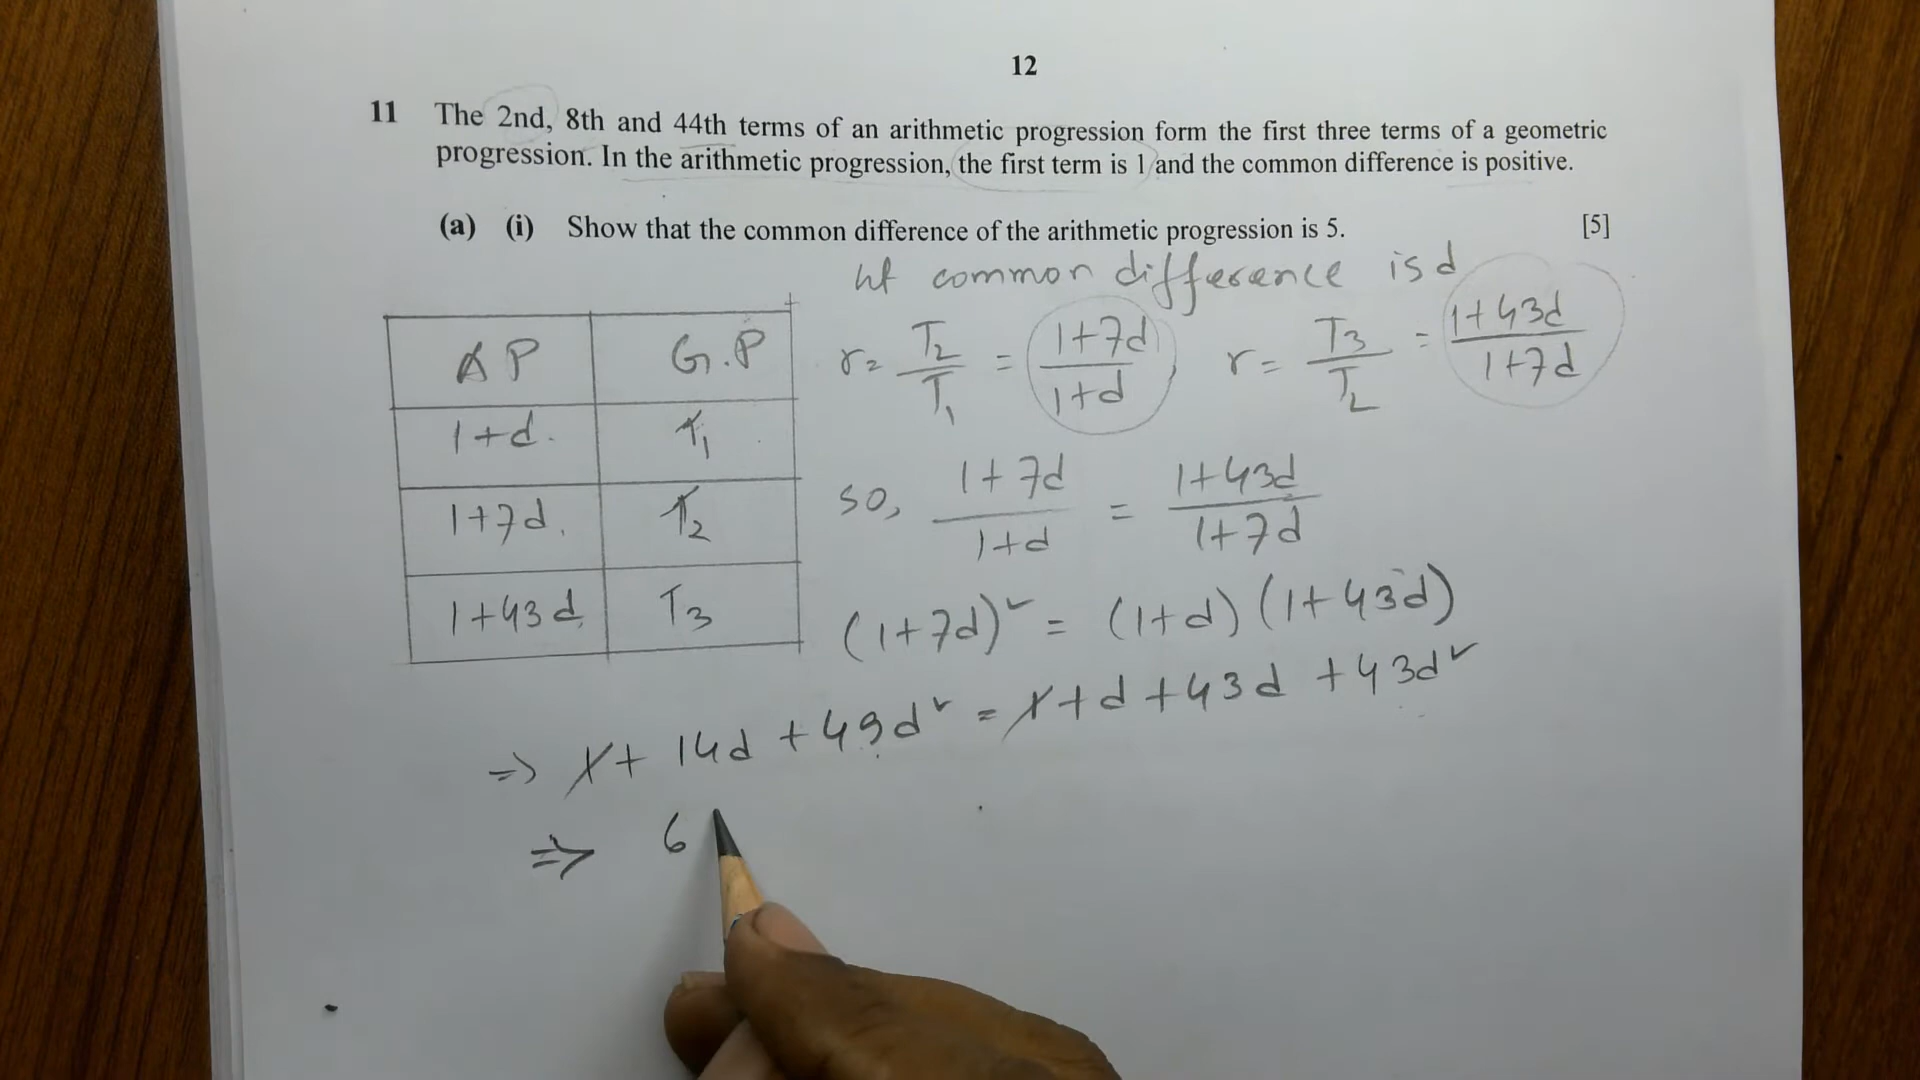 12
11 The 2nd, 8th and 44th terms of an arithmetic progression form the first three terms of a geometric
progression. In the arithmetic progression, the first term is 1 and the common difference is positive.
(a) (i) Show that the common difference of the arithmetic progression is 5. [5]
common difference is d
AP G.P
1+d. T₁
1+7d. T₂
1+43d. T₃
r = T₂/T₁ = (1+7d)/(1+d), r = T₃/T₂ = (1+43d)/(1+7d)
so, (1+7d)/(1+d) = (1+43d)/(1+7d)
(1+7d)² = (1+d)(1+43d)
⇒ 1+14d+49d² = 1+d+43d+43d²
⇒ 6